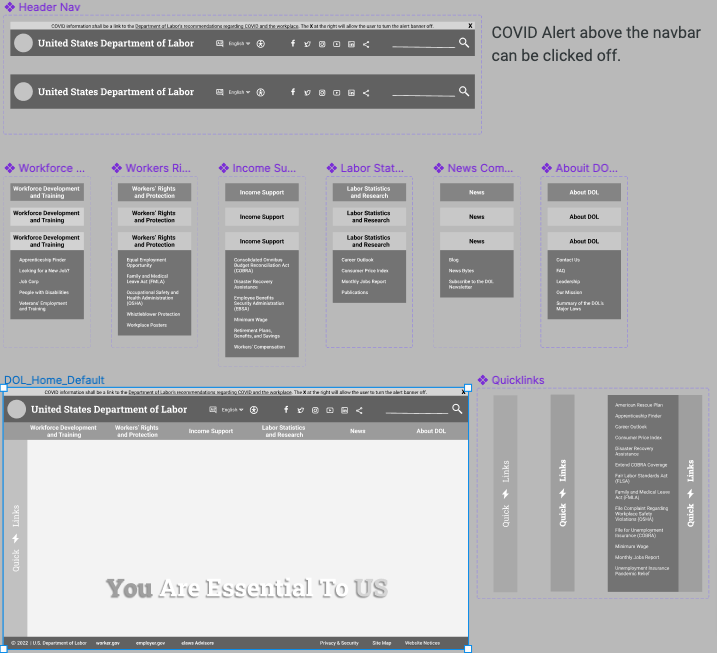 Header Nav
COVID information shall be a link to the Department of Labor's recommendations regarding COVID and the workplace. The X at the right will allow the user to turn the alert banner off. X
United States Department of Labor English
United States Department of Labor English
COVID Alert above the navbar
can be clicked off.
Workforce ...
Workforce Development
and Training
Workforce Development
and Training
Workforce Development
and Training
Apprenticeship Finder
Looking for a New Job?
Job Corp
People with Disabilities
Veterans' Employment
and Training
Workers Ri...
Workers' Rights
and Protection
Workers' Rights
and Protection
Workers' Rights
and Protection
Equal Employment
Opportunity
Family and Medical
Leave Act (FMLA)
Occupational Safety and
Health Administration
(OSHA)
Whistleblower Protection
Workplace Posters
Income Su...
Income Support
Income Support
Income Support
Consolidated Omnibus
Budget Reconciliation Act
(COBRA)
Disaster Recovery
Assistance
Employee Benefits
Security Administration
(EBSA)
Minimum Wage
Retirement Plans,
Benefits, and Savings
Workers' Compensation
Labor Stat...
Labor Statistics
and Research
Labor Statistics
and Research
Labor Statistics
and Research
Career Outlook
Consumer Price Index
Monthly Jobs Report
Publications
News Com...
News
News
News
Blog
News Bytes
Subscribe to the DOL
Newsletter
Abouit DO...
About DOL
About DOL
About DOL
Contact Us
FAQ
Leadership
Our Mission
Summary of the DOL's
Major Laws
DOL_Home_Default
COVID information shall be a link to the Department of Labor's recommendations regarding COVID and the workplace. The X at the right will allow the user to turn the alert banner off. X
United States Department of Labor English
Workforce Development
and Training
Workers' Rights
and Protection
Income Support
Labor Statistics
and Research
News
About DOL
Quick Links
You Are Essential To US
© 2022 | U.S. Department of Labor worker.gov employer.gov elaws Advisors Privacy & Security Site Map Website Notices
Quicklinks
Quick Links
Quick Links
American Rescue Plan
Apprenticeship Finder
Career Outlook
Consumer Price Index
Disaster Recovery
Assistance
Extend COBRA Coverage
Fair Labor Standards Act
(FLSA)
Family and Medical Leave
Act (FMLA)
File Complaint Regarding
Workplace Safety
Violations (OSHA)
File for Unemployment
Insurance (COBRA)
Minimum Wage
Monthly Jobs Report
Unemployment Insurance
Pandemic Relief
Quick Links